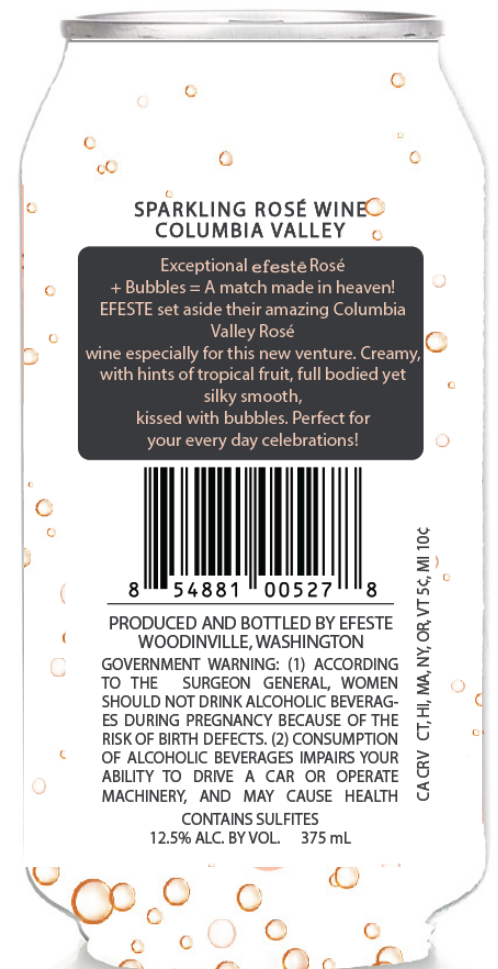 SPARKLING ROSÉ WINE
COLUMBIA VALLEY
Exceptional efestē Rosé
+ Bubbles = A match made in heaven!
EFESTE set aside their amazing Columbia
Valley Rosé
wine especially for this new venture. Creamy,
with hints of tropical fruit, full bodied yet
silky smooth,
kissed with bubbles. Perfect for
your every day celebrations!
8 54881 00527 8
PRODUCED AND BOTTLED BY EFESTE
WOODINVILLE, WASHINGTON
GOVERNMENT WARNING: (1) ACCORDING
TO THE SURGEON GENERAL, WOMEN
SHOULD NOT DRINK ALCOHOLIC BEVERAG-
ES DURING PREGNANCY BECAUSE OF THE
RISK OF BIRTH DEFECTS. (2) CONSUMPTION
OF ALCOHOLIC BEVERAGES IMPAIRS YOUR
ABILITY TO DRIVE A CAR OR OPERATE
MACHINERY, AND MAY CAUSE HEALTH
CONTAINS SULFITES
12.5% ALC. BY VOL. 375 mL
CA CRV CT, HI, MA, NY, OR, VT 5¢, MI 10¢